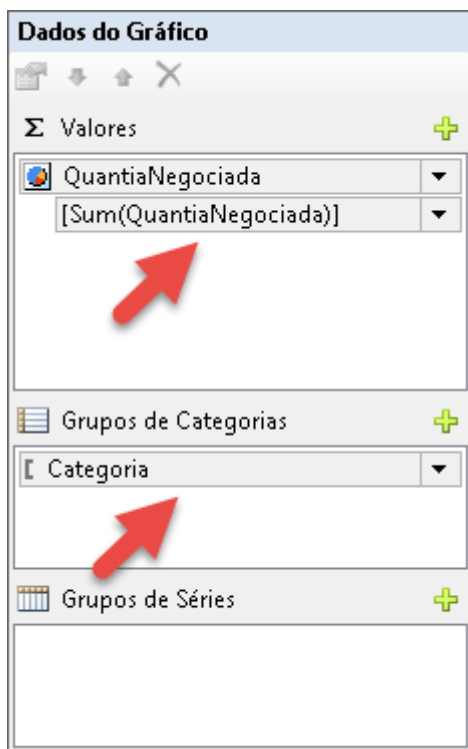 Dados do Gráfico
Σ Valores
QuantiaNegociada
[Sum(QuantiaNegociada)]
Grupos de Categorias
Categoria
Grupos de Séries